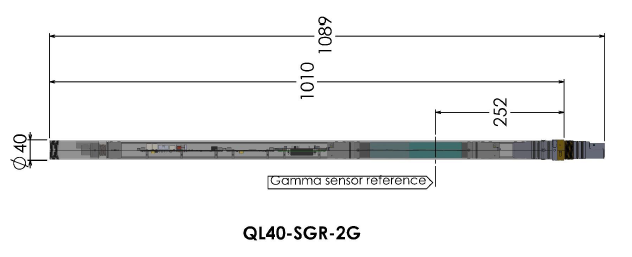 1089
1010
252
Ø 40
Gamma sensor reference
QL40-SGR-2G